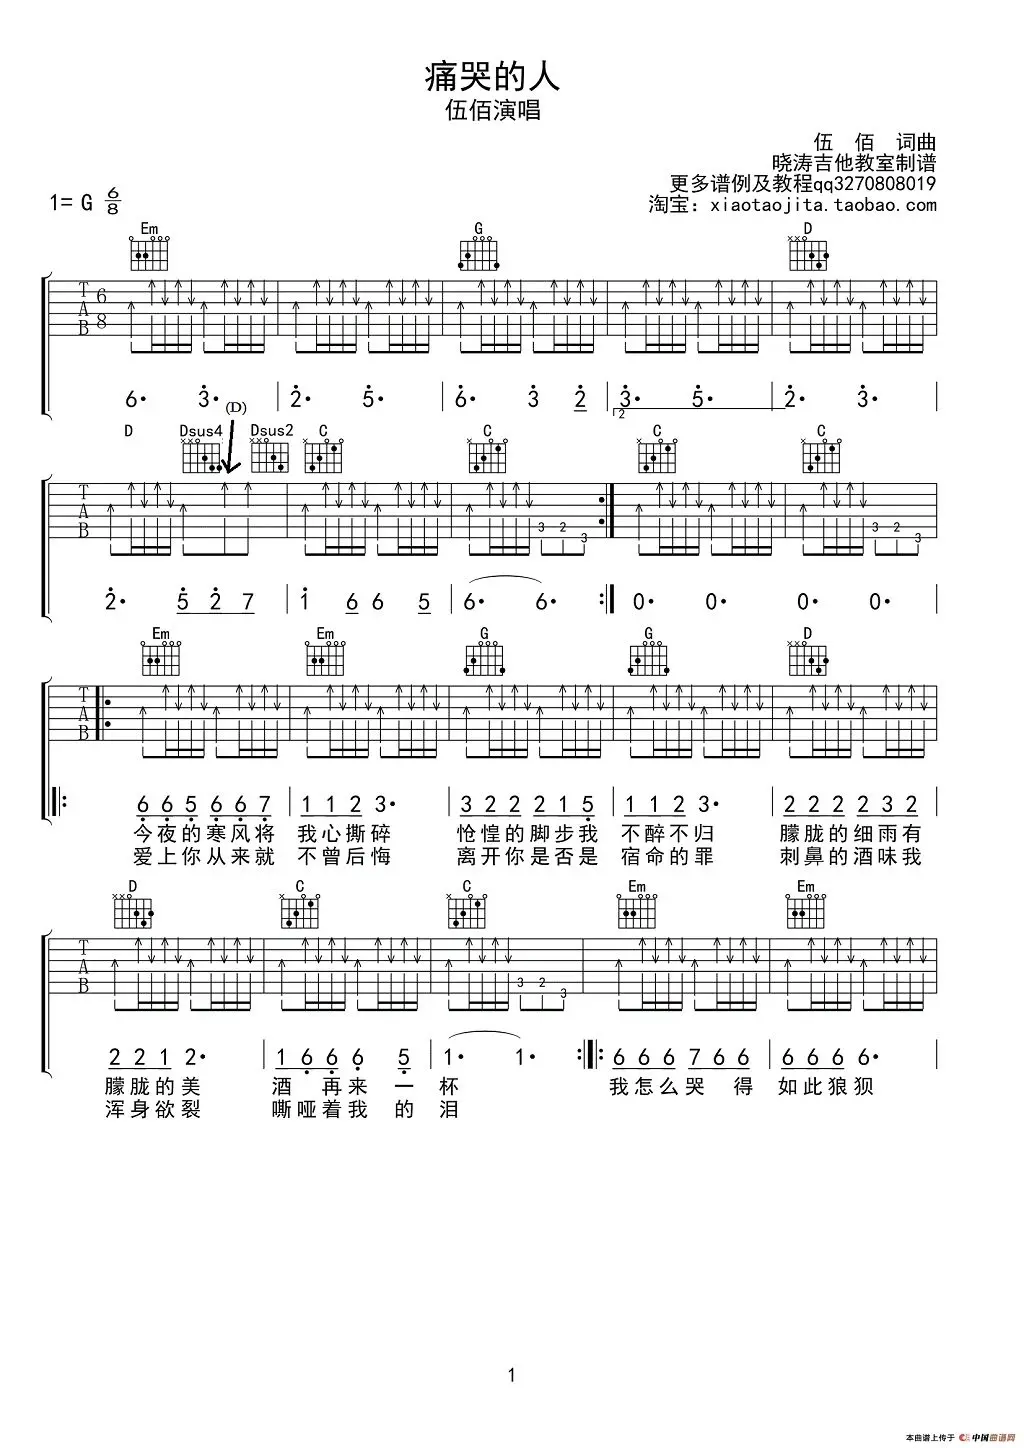 痛哭的人
伍佰演唱
伍 佰 词曲
晓涛吉他教室制谱
更多谱例及教程qq3270808019
淘宝: xiaotaojita.taobao.com
1= G 6/8
Em G D
T A B 6 8
6· 3· 2· 5· 6· 3 2 3· 5· 2· 3·
2
(D)
D Dsus4 Dsus2 C C C C
T A B 3 2 3 3 2 3
2· 5 2 7 1 6 6 5 6· 6· 0· 0· 0· 0·
Em Em G G D
T A B
6 6 5 6 6 7 1 1 2 3· 3 2 2 2 1 5 1 1 2 3· 2 2 2 2 3 2
今夜的寒风将 我心撕碎 怆惶的脚步我 不醉不归 朦胧的细雨有
爱上你从来就 不曾后悔 离开你是否是 宿命的罪 刺鼻的酒味我
D C C Em Em
T A B 3 2 3
2 2 1 2· 1 6 6 6 5 1· 1· 6 6 6 7 6 6 6 6 6 6·
朦胧的美 酒再来一杯 我怎么哭得 如此狼狈
浑身欲裂 嘶哑着我的泪
1
本曲谱上传于 中国曲谱网